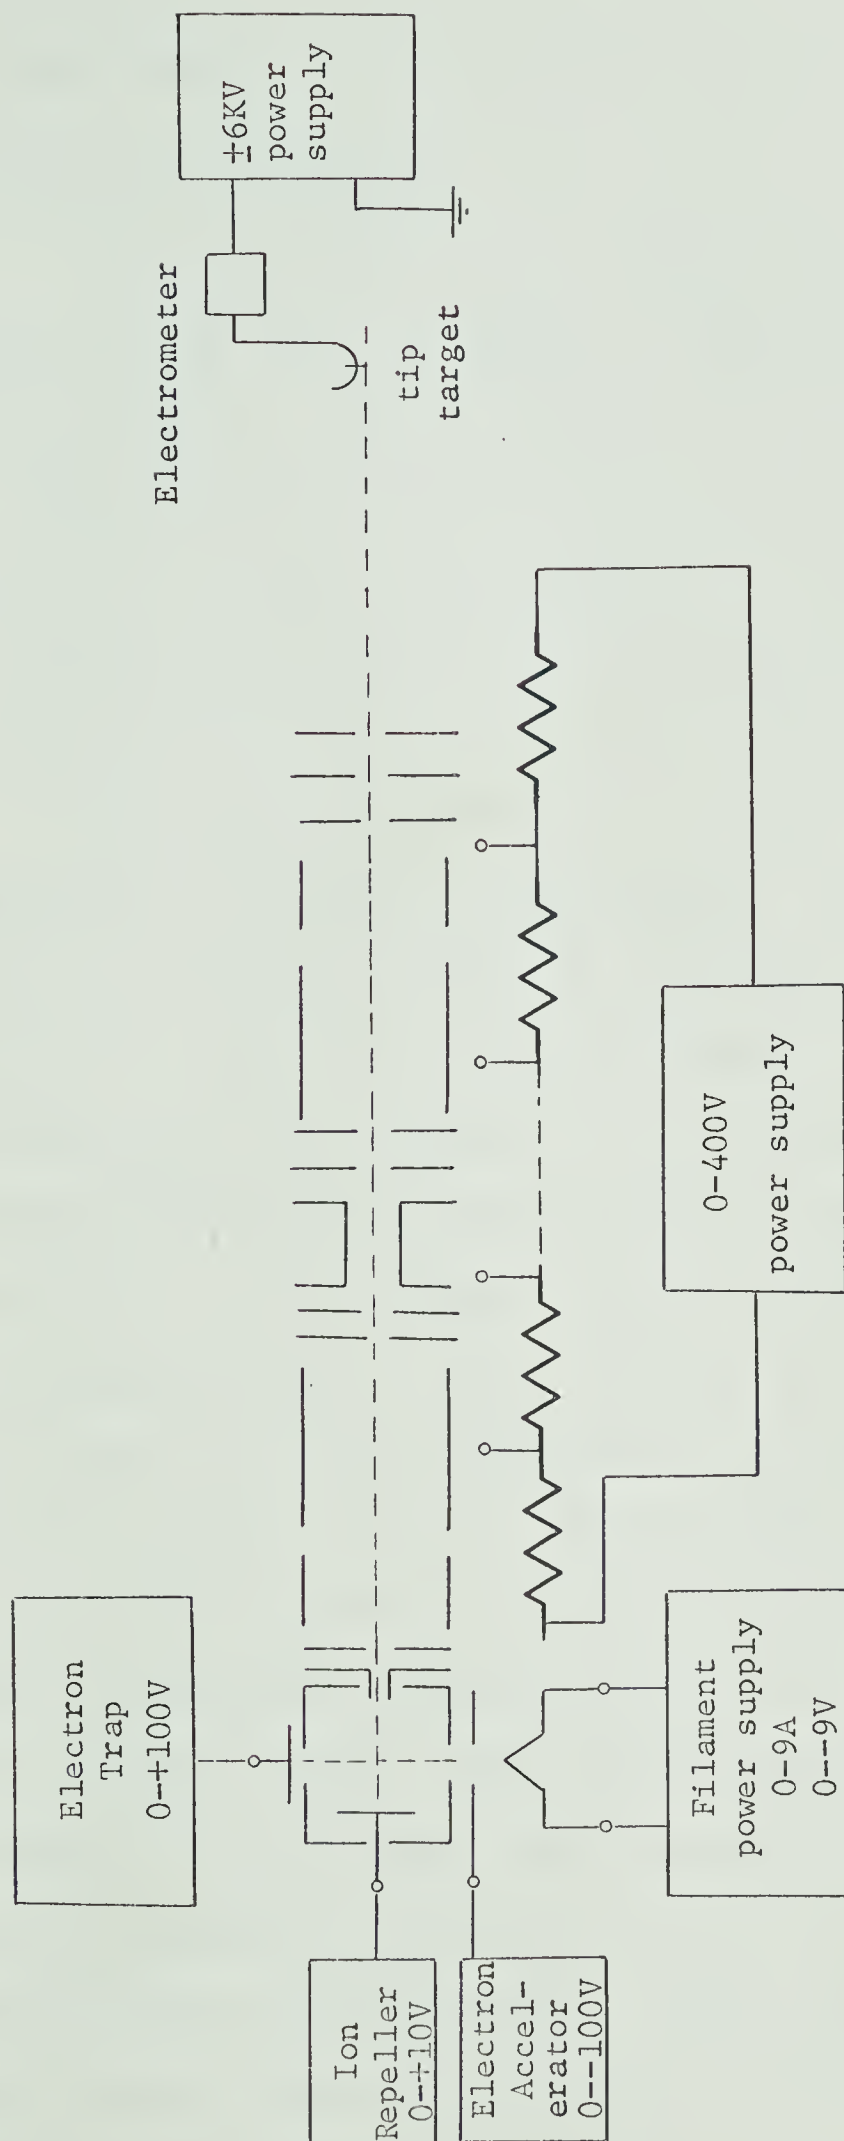 ±6KV
power
supply
Electrometer
tip
target
0-400V
power supply
Electron
Trap
0-+100V
Filament
power supply
0-9A
0--9V
Ion
Repeller
0-+10V
Electron
Accel-
erator
0--100V